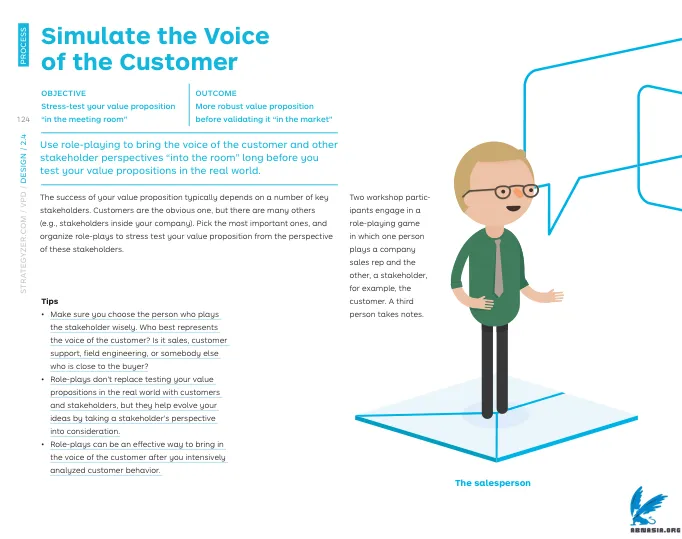 PROCESS
Simulate the Voice
of the Customer
OBJECTIVE
Stress-test your value proposition
“in the meeting room”
OUTCOME
More robust value proposition
before validating it “in the market”
124
STRATEGYZER.COM / VPD / DESIGN / 2.4
Use role-playing to bring the voice of the customer and other
stakeholder perspectives “into the room” long before you
test your value propositions in the real world.
The success of your value proposition typically depends on a number of key
stakeholders. Customers are the obvious one, but there are many others
(e.g., stakeholders inside your company). Pick the most important ones, and
organize role-plays to stress test your value proposition from the perspective
of these stakeholders.
Two workshop partic-
ipants engage in a
role-playing game
in which one person
plays a company
sales rep and the
other, a stakeholder,
for example, the
customer. A third
person takes notes.
Tips
• Make sure you choose the person who plays
the stakeholder wisely. Who best represents
the voice of the customer? Is it sales, customer
support, field engineering, or somebody else
who is close to the buyer?
• Role-plays don’t replace testing your value
propositions in the real world with customers
and stakeholders, but they help evolve your
ideas by taking a stakeholder’s perspective
into consideration.
• Role-plays can be an effective way to bring in
the voice of the customer after you intensively
analyzed customer behavior.
The salesperson
ABNASIA.ORG